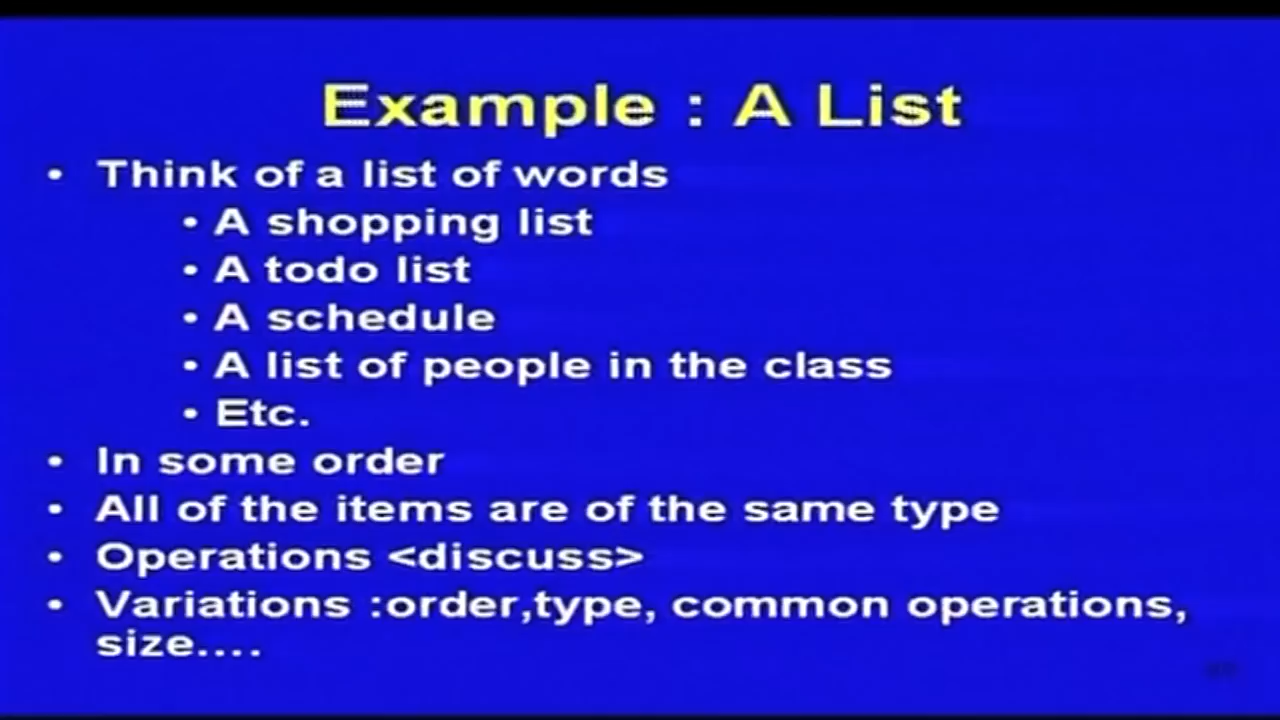 Example : A List
• Think of a list of words
• A shopping list
• A todo list
• A schedule
• A list of people in the class
• Etc.
• In some order
• All of the items are of the same type
• Operations <discuss>
• Variations :order,type, common operations,
size....